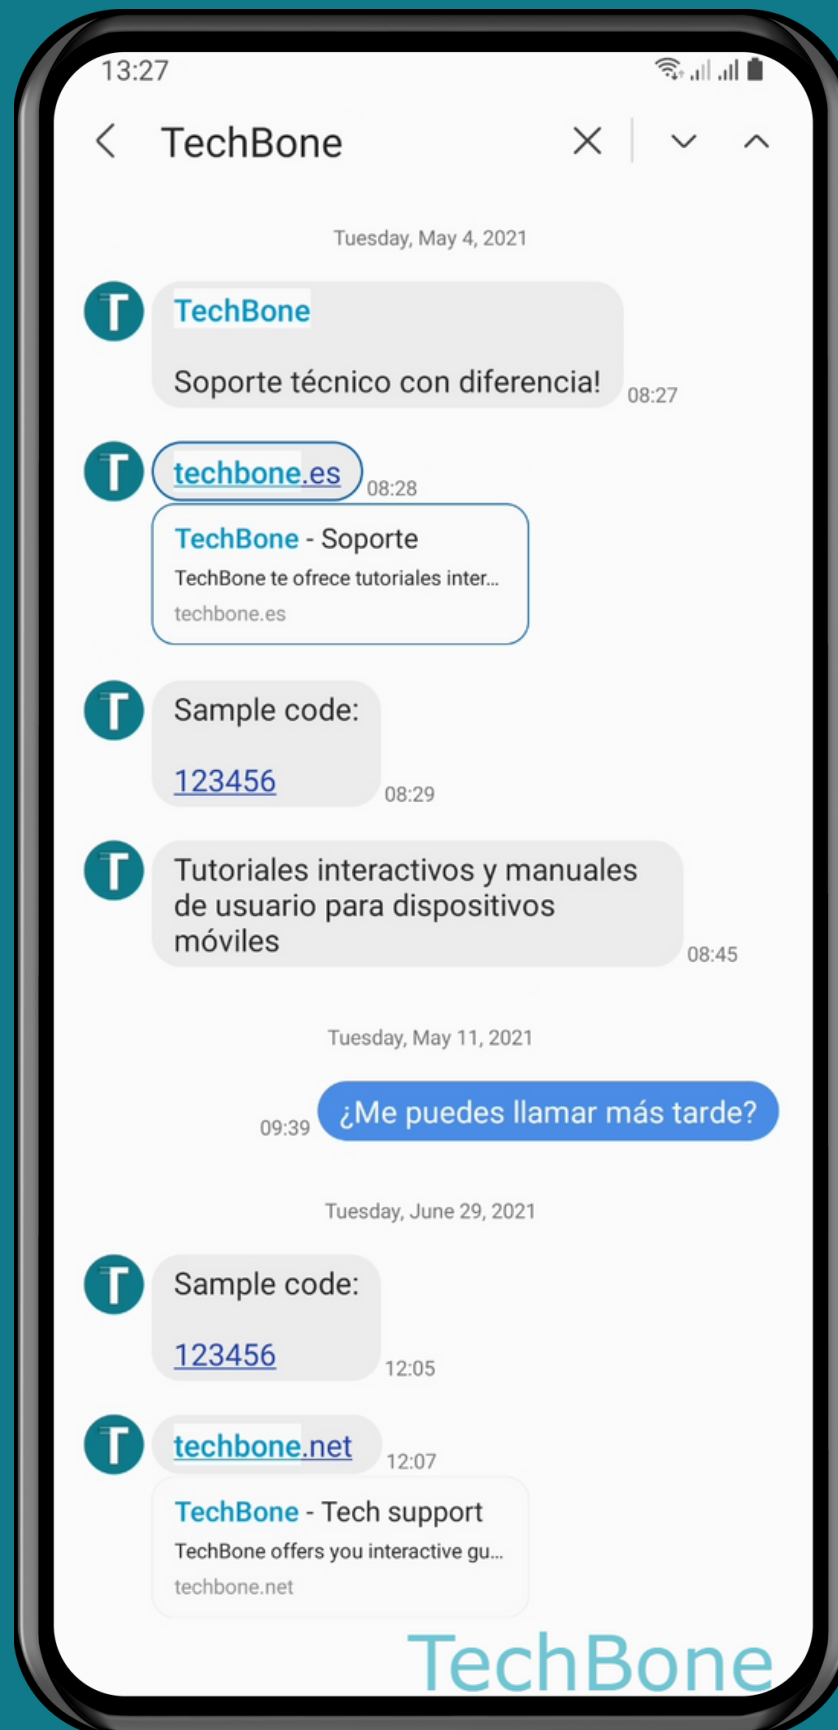 13:27
TechBone
Tuesday, May 4, 2021
TechBone
Soporte técnico con diferencia!
08:27
techbone.es
08:28
TechBone - Soporte
TechBone te ofrece tutoriales inter...
techbone.es
Sample code:
123456
08:29
Tutoriales interactivos y manuales
de usuario para dispositivos
móviles
08:45
Tuesday, May 11, 2021
09:39
¿Me puedes llamar más tarde?
Tuesday, June 29, 2021
Sample code:
123456
12:05
techbone.net
12:07
TechBone - Tech support
TechBone offers you interactive gu...
techbone.net
TechBone